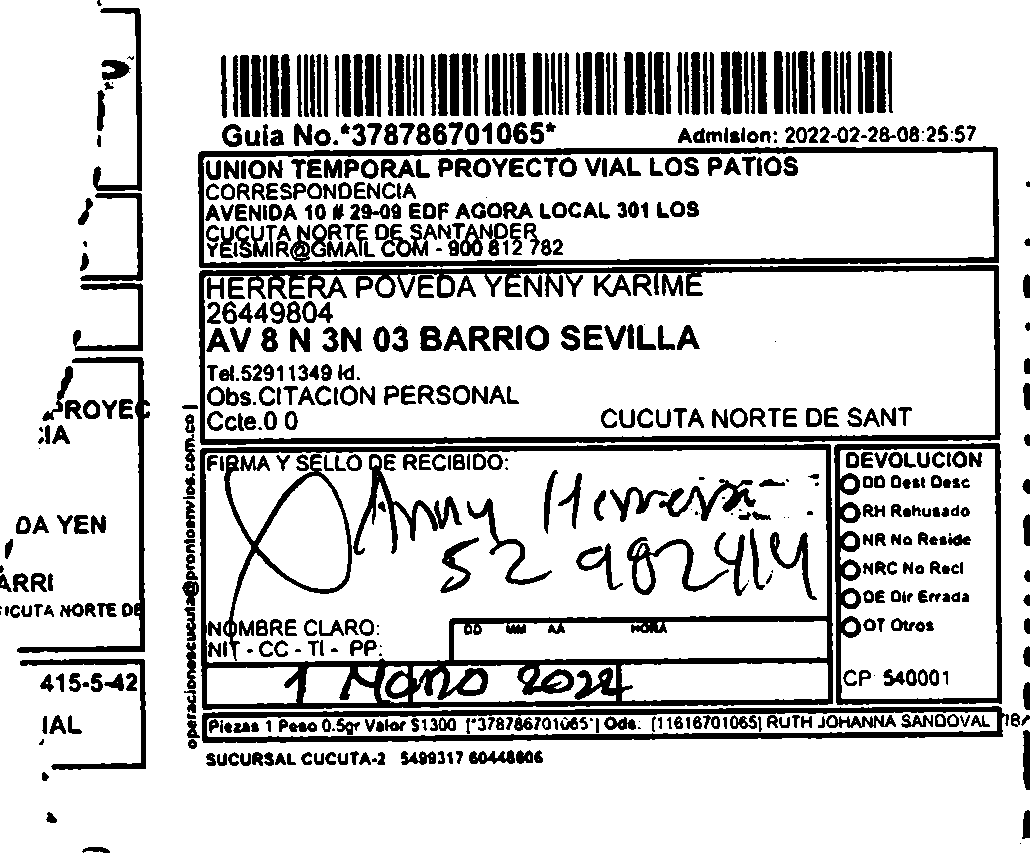 Guia No.*378786701065*
Admision: 2022-02-28-08:25:57
UNION TEMPORAL PROYECTO VIAL LOS PATIOS
CORRESPONDENCIA
AVENIDA 10 # 29-09 EDF AGORA LOCAL 301 LOS
CUCUTA NORTE DE SANTANDER
YEISMIR@GMAIL COM - 900 812 782
HERRERA POVEDA YENNY KARIME
26449804
AV 8 N 3N 03 BARRIO SEVILLA
Tel.52911349 Id.
Obs.CITACION PERSONAL
Ccte.0 0
CUCUTA NORTE DE SANT
operacionescucuta@prontoenvios.com.co |
FIRMA Y SELLO DE RECIBIDO:
Anny Herrera
52 982414
NOMBRE CLARO:
NIT - CC - TI - PP:
DD MM AA HORA
1 Marzo 2022
DEVOLUCION
DD Dest Desc
RH Rehusado
NR No Reside
NRC No Recl
DE Dir Errada
OT Otros
CP 540001
Piezas 1 Peso 0.5gr Valor $1300 [*378786701065*] Ods. [11616701065] RUTH JOHANNA SANDOVAL
SUCURSAL CUCUTA-2 5499317 60448606
PROYEC
IA
DA YEN
ARRI
ICUTA NORTE DE
415-5-42
IAL